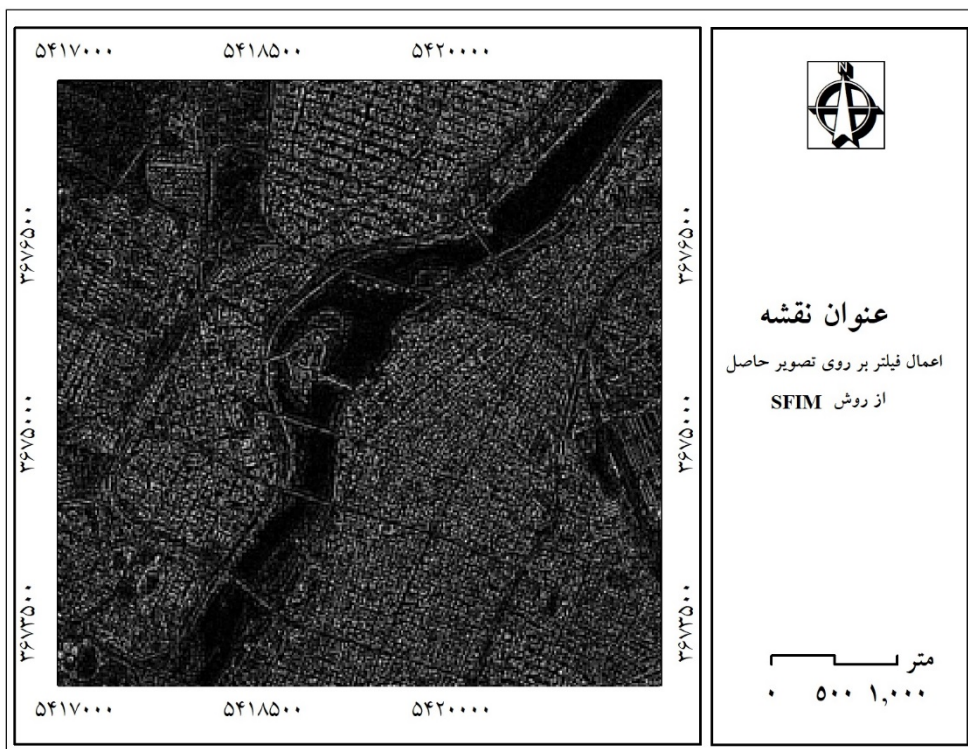 ۵۴۱۷۰۰۰ ۵۴۱۸۵۰۰ ۵۴۲۰۰۰۰
۳۶۷۶۵۰۰ ۳۶۷۶۵۰۰
۳۶۷۵۰۰۰ ۳۶۷۵۰۰۰
۳۶۷۳۵۰۰ ۳۶۷۳۵۰۰
۵۴۱۷۰۰۰ ۵۴۱۸۵۰۰ ۵۴۲۰۰۰۰
N
عنوان نقشه
اعمال فیلتر بر روی تصویر حاصل
از روش SFIM
متر
۰ ۵۰۰ ۱,۰۰۰